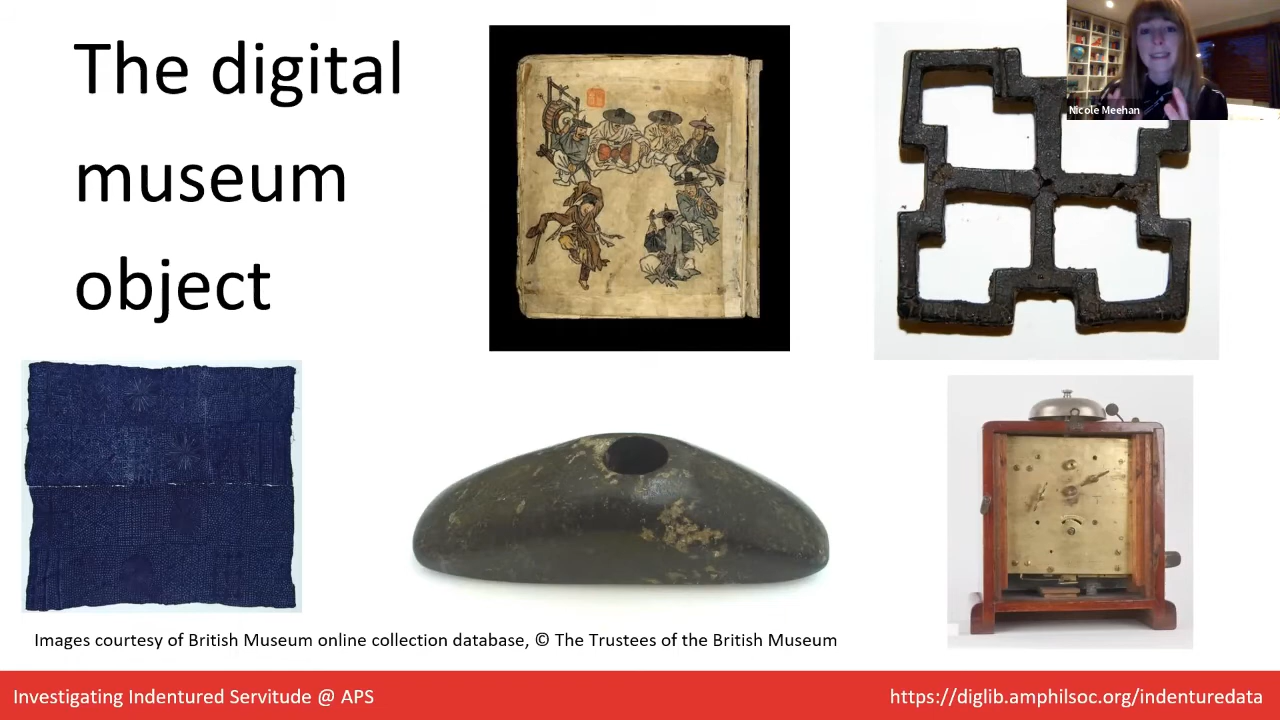 The digital
museum
object
Nicole Meehan
Images courtesy of British Museum online collection database, © The Trustees of the British Museum
Investigating Indentured Servitude @ APS
https://diglib.amphilsoc.org/indenturedata